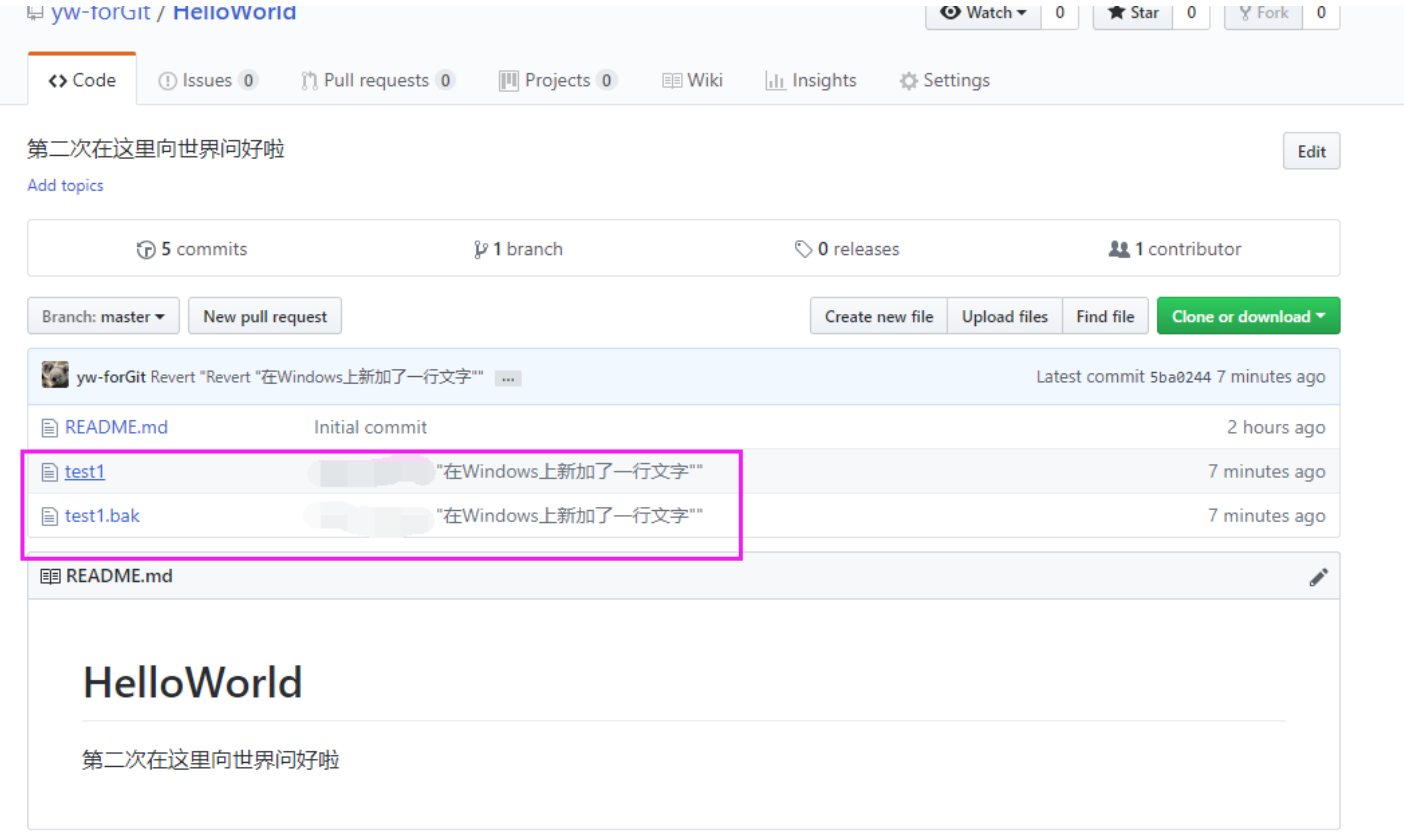 yw-forGit / HelloWorld Watch 0 Star 0 Fork 0
Code Issues 0 Pull requests 0 Projects 0 Wiki Insights Settings
第二次在这里向世界问好啦 Edit
Add topics
5 commits 1 branch 0 releases 1 contributor
Branch: master New pull request Create new file Upload files Find file Clone or download
yw-forGit Revert "Revert "在Windows上新加了一行文字"" ... Latest commit 5ba0244 7 minutes ago
README.md Initial commit 2 hours ago
test1 "在Windows上新加了一行文字"" 7 minutes ago
test1.bak "在Windows上新加了一行文字"" 7 minutes ago
README.md
HelloWorld
第二次在这里向世界问好啦